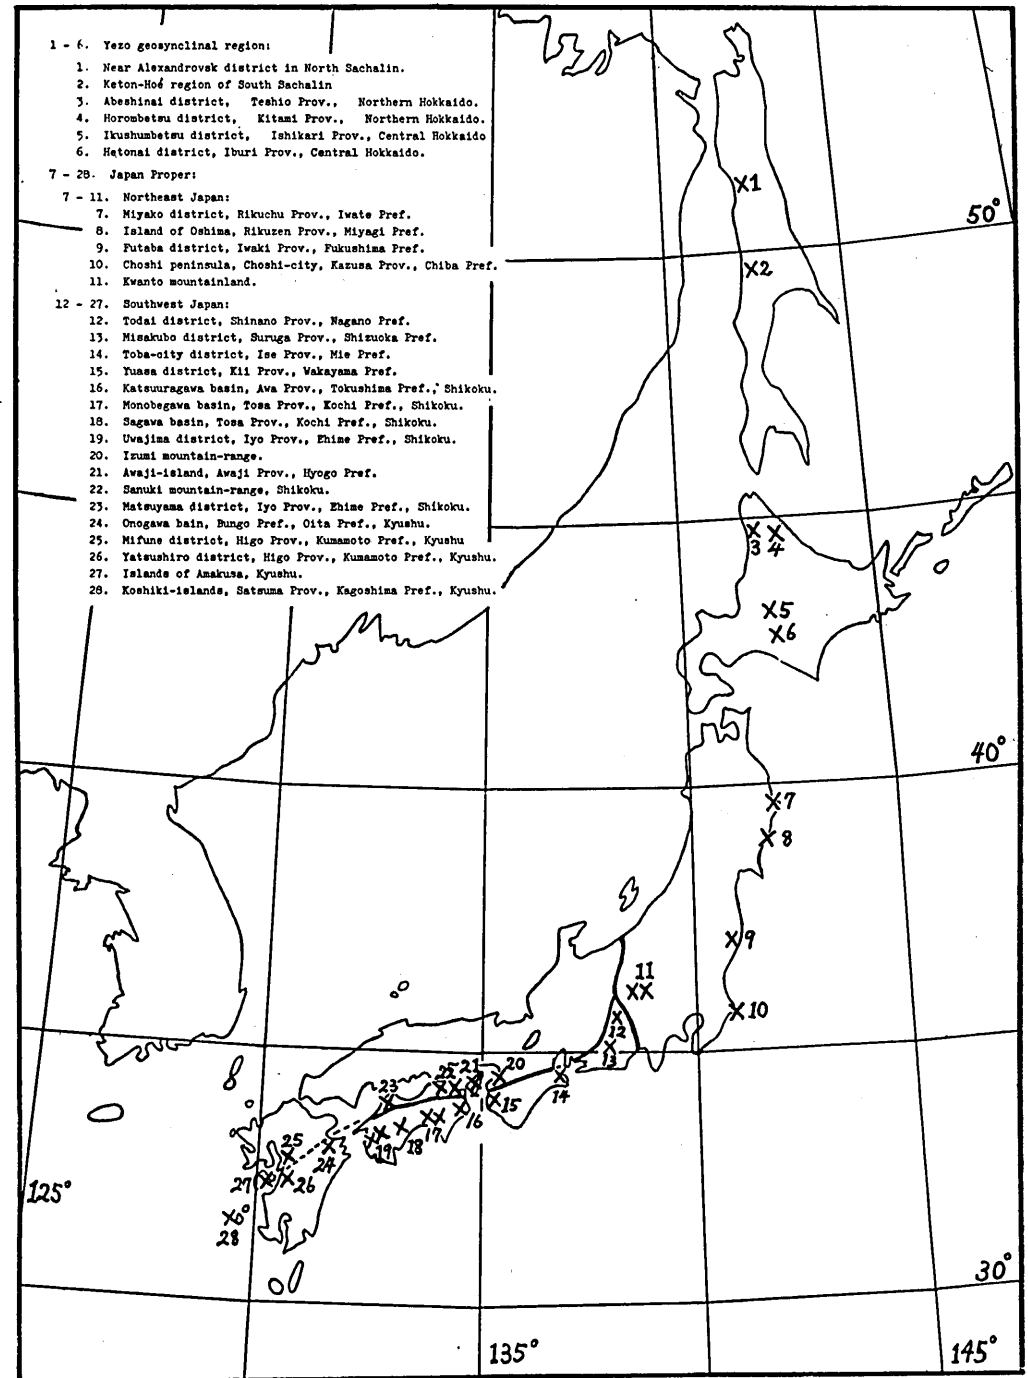 1 - 6. Yezo geosynclinal region:
1. Near Alexandrovsk district in North Sachalin.
2. Keton-Hoé region of South Sachalin
3. Abeshinai district, Teshio Prov., Northern Hokkaido.
4. Horombetsu district, Kitami Prov., Northern Hokkaido.
5. Ikushumbetsu district, Ishikari Prov., Central Hokkaido
6. Hetonai district, Iburi Prov., Central Hokkaido.
7 - 28. Japan Proper:
7 - 11. Northeast Japan:
7. Miyako district, Rikuchu Prov., Iwate Pref.
8. Island of Oshima, Rikuzen Prov., Miyagi Pref.
9. Futaba district, Iwaki Prov., Fukushima Pref.
10. Choshi peninsula, Choshi-city, Kazusa Prov., Chiba Pref.
11. Kwanto mountainland.
12 - 27. Southwest Japan:
12. Todai district, Shinano Prov., Nagano Pref.
13. Misakubo district, Suruga Prov., Shizuoka Pref.
14. Toba-city district, Ise Prov., Mie Pref.
15. Yuasa district, Kii Prov., Wakayama Pref.
16. Katsuuragawa basin, Awa Prov., Tokushima Pref., Shikoku.
17. Monobegawa basin, Tosa Prov., Kochi Pref., Shikoku.
18. Sagawa basin, Tosa Prov., Kochi Pref., Shikoku.
19. Uwajima district, Iyo Prov., Ehime Pref., Shikoku.
20. Izumi mountain-range.
21. Awaji-island, Awaji Prov., Hyogo Pref.
22. Sanuki mountain-range, Shikoku.
23. Matsuyama district, Iyo Prov., Ehime Pref., Shikoku.
24. Onogawa bain, Bungo Pref., Oita Pref., Kyushu.
25. Mifune district, Higo Prov., Kumamoto Pref., Kyushu
26. Yatsushiro district, Higo Prov., Kumamoto Pref., Kyushu.
27. Islands of Amakusa, Kyushu.
28. Koshiki-islands, Satsuma Prov., Kagoshima Pref., Kyushu.
1
50°
2
3 4
5
6
40°
7
8
9
11
10
12
13
14
20
21
22
23
15
16
17
18
19
24
25
26
27
28
125°
30°
135°
145°